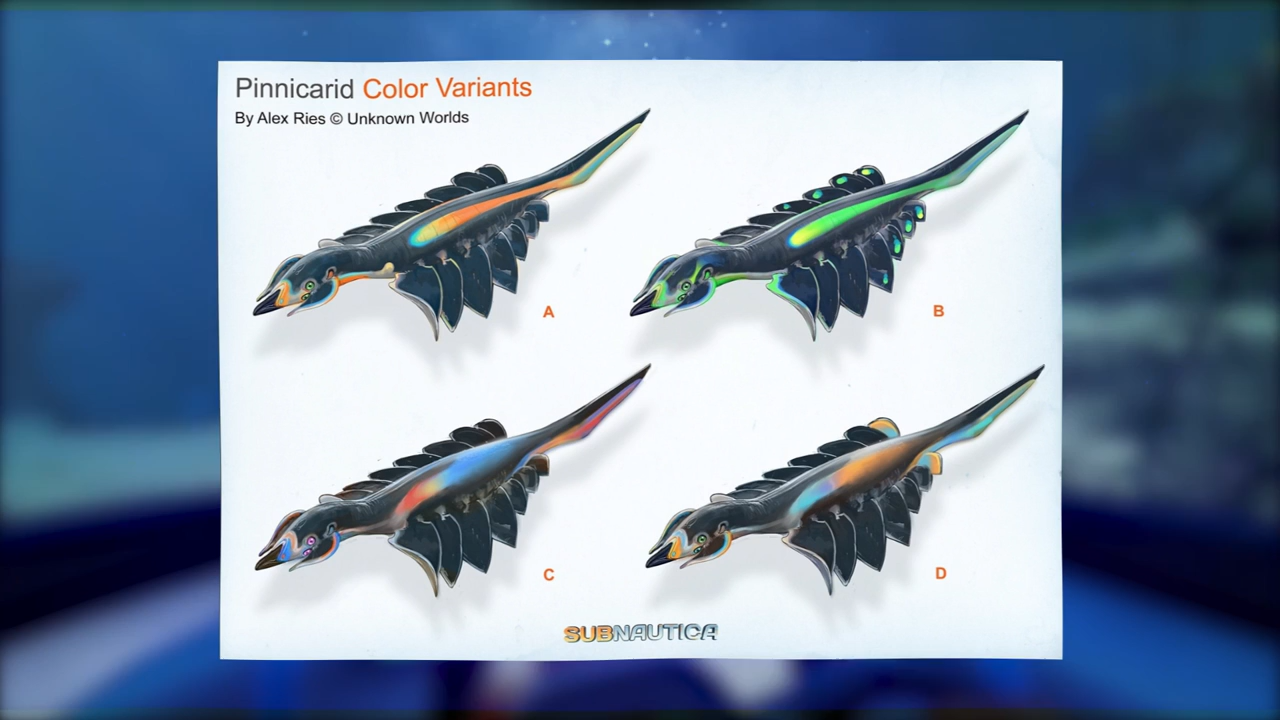 Pinnicarid Color Variants
By Alex Ries © Unknown Worlds
A
B
C
D
SUBNAUTICA